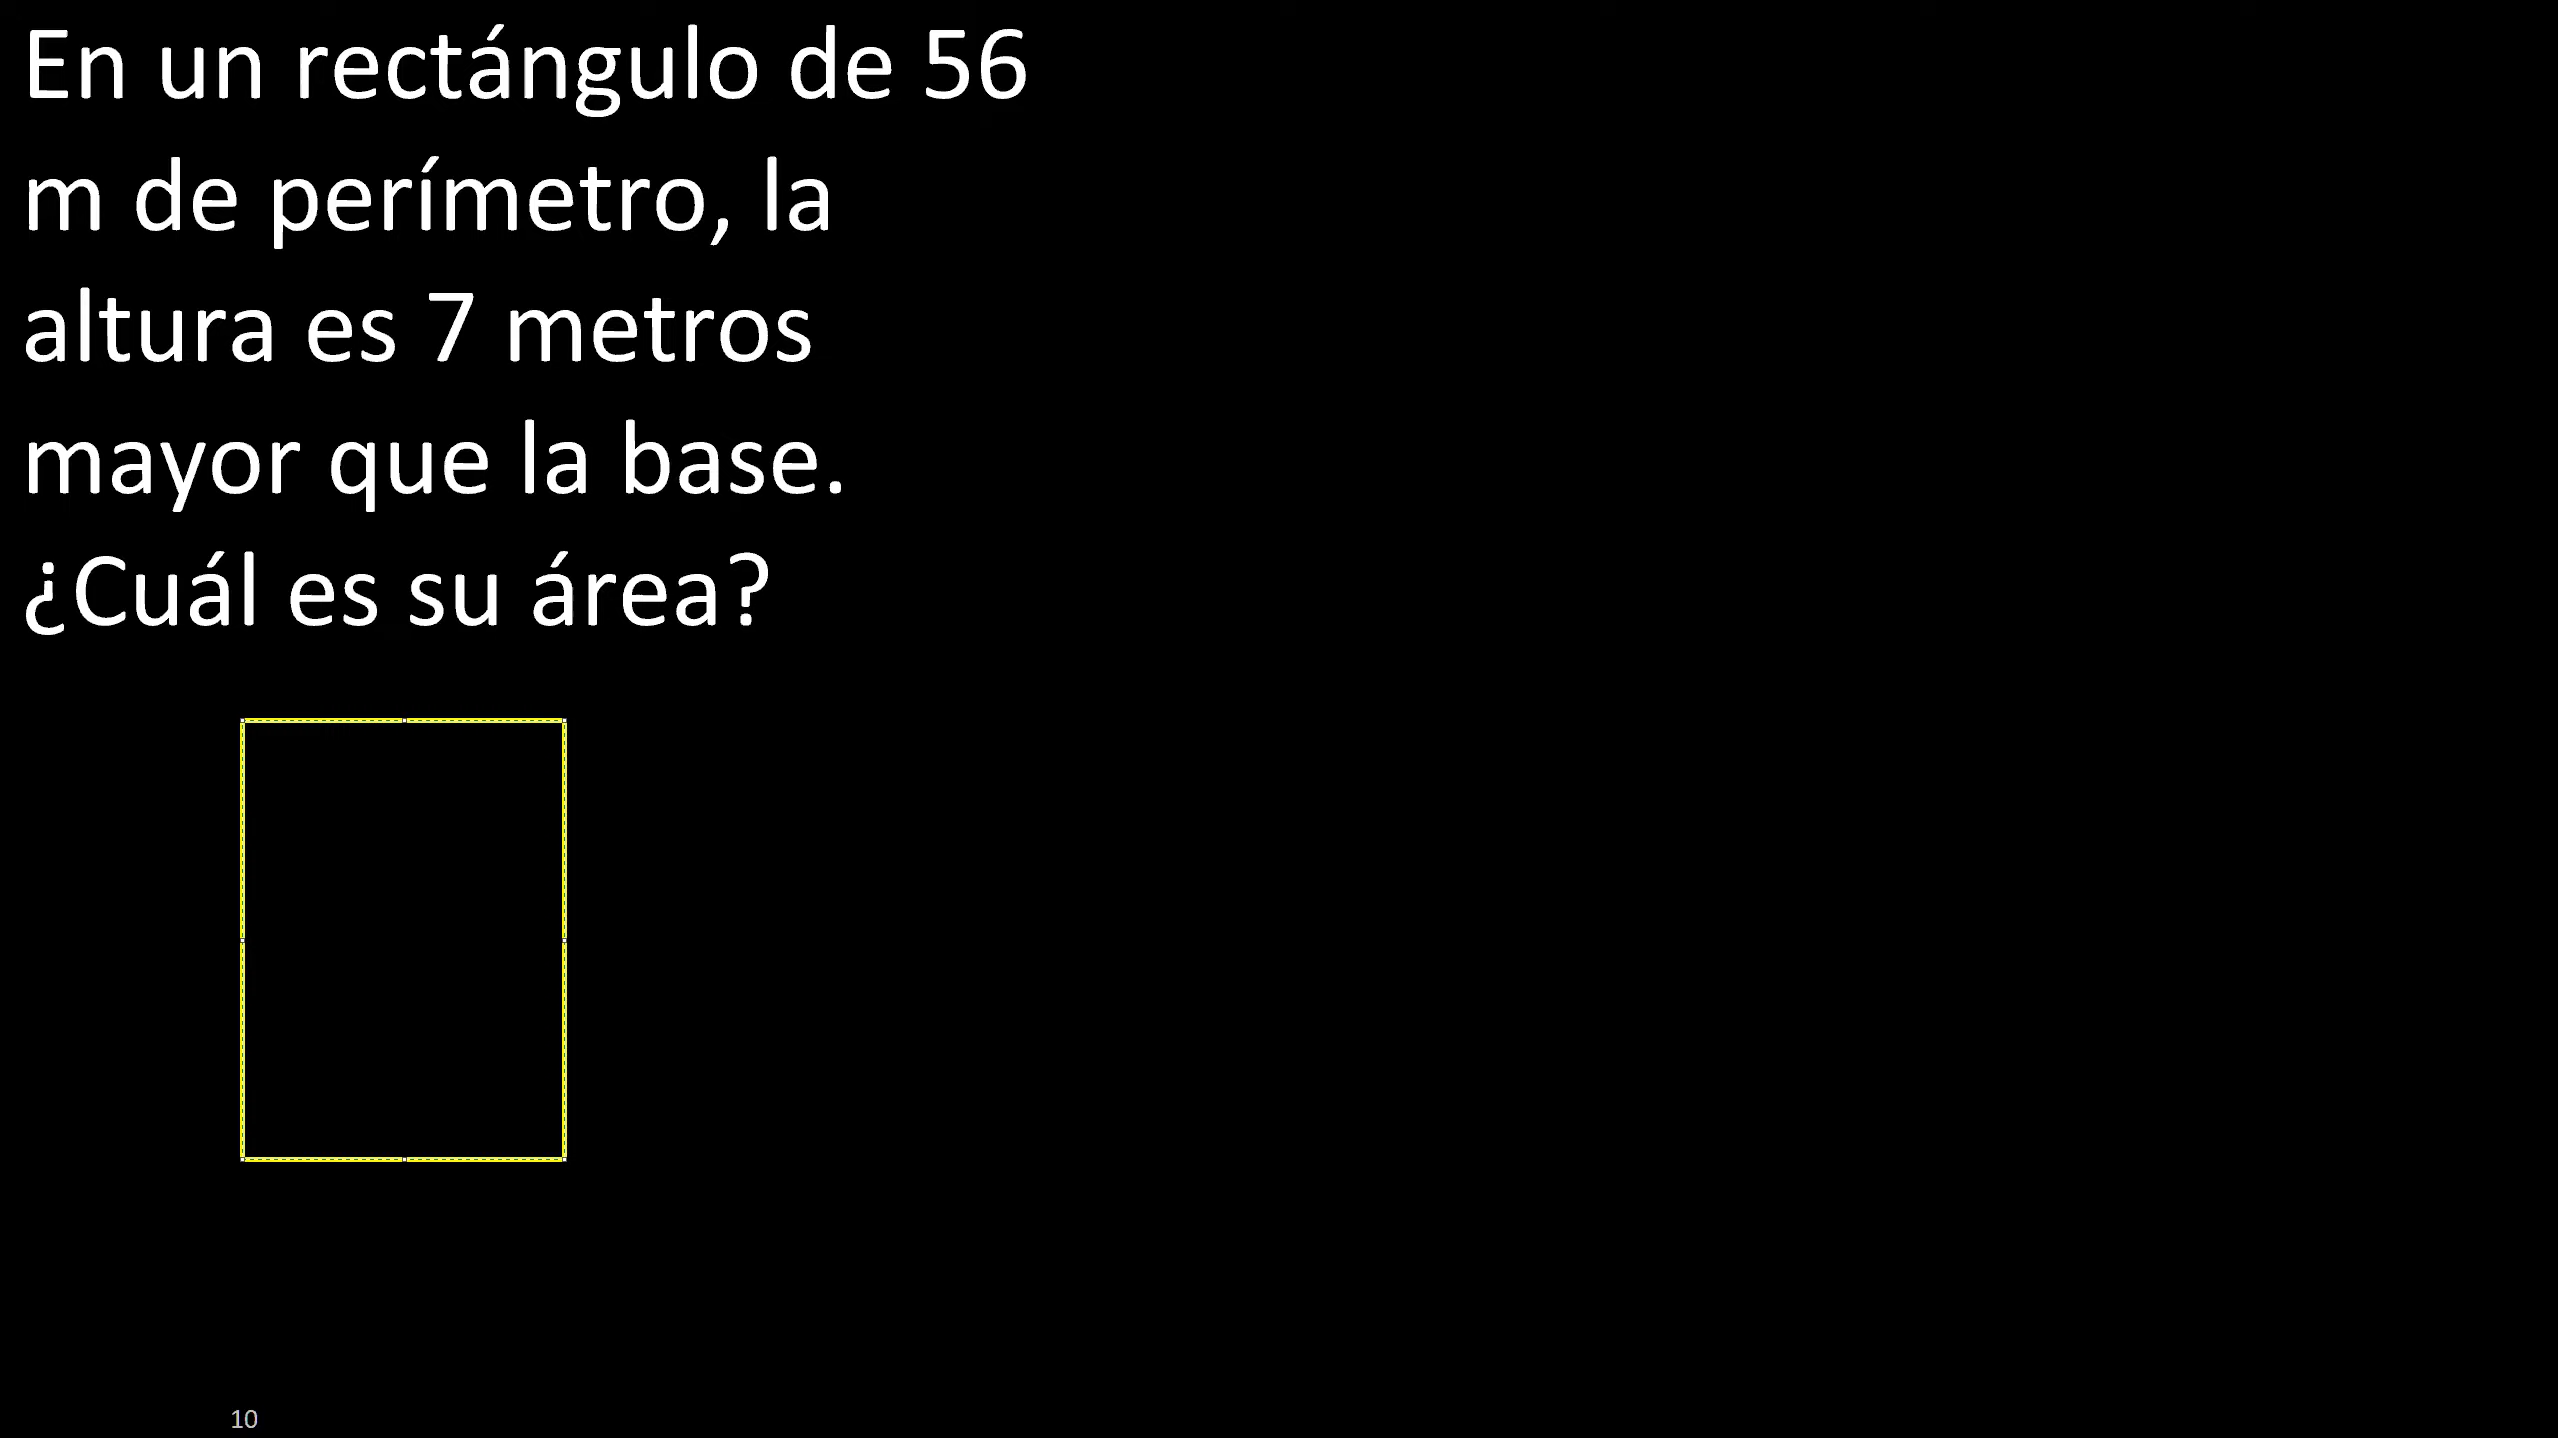 En un rectángulo de 56
m de perímetro, la
altura es 7 metros
mayor que la base.
¿Cuál es su área?
10